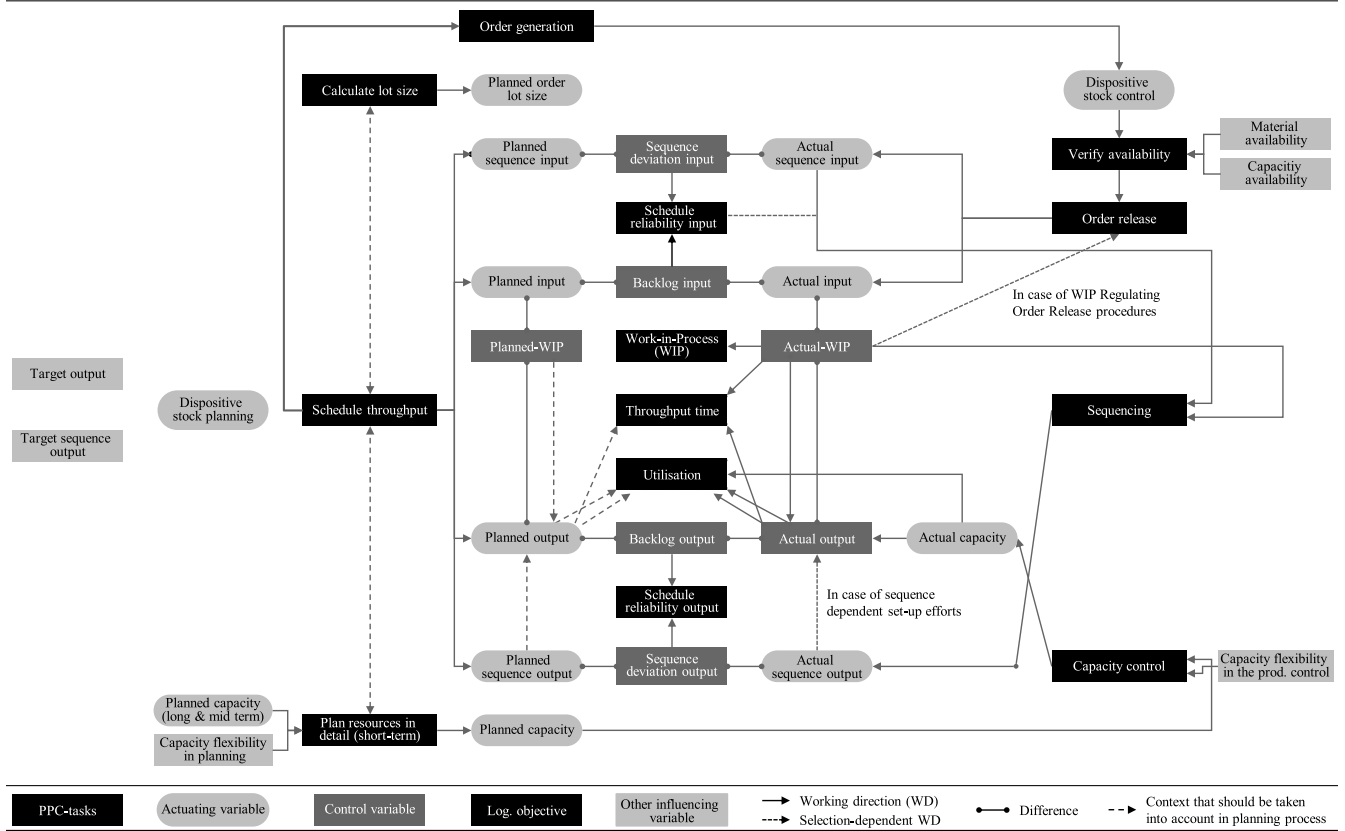 Order generation
Calculate lot size
Planned order
lot size
Dispositive
stock control
Planned
sequence input
Sequence
deviation input
Actual
sequence input
Verify availability
Material
availability
Capacitiy
availability
Schedule
reliability input
Order release
Planned input
Backlog input
Actual input
In case of WIP Regulating
Order Release procedures
Planned-WIP
Work-in-Process
(WIP)
Actual-WIP
Target output
Dispositive
stock planning
Schedule throughput
Throughput time
Sequencing
Target sequence
output
Utilisation
Planned output
Backlog output
Actual output
Actual capacity
Schedule
reliability output
In case of sequence
dependent set-up efforts
Planned
sequence output
Sequence
deviation output
Actual
sequence output
Capacity control
Capacity flexibility
in the prod. control
Planned capacity
(long & mid term)
Capacity flexibility
in planning
Plan resources in
detail (short-term)
Planned capacity
PPC-tasks
Actuating variable
Control variable
Log. objective
Other influencing
variable
Working direction (WD)
Selection-dependent WD
Difference
Context that should be taken
into account in planning process